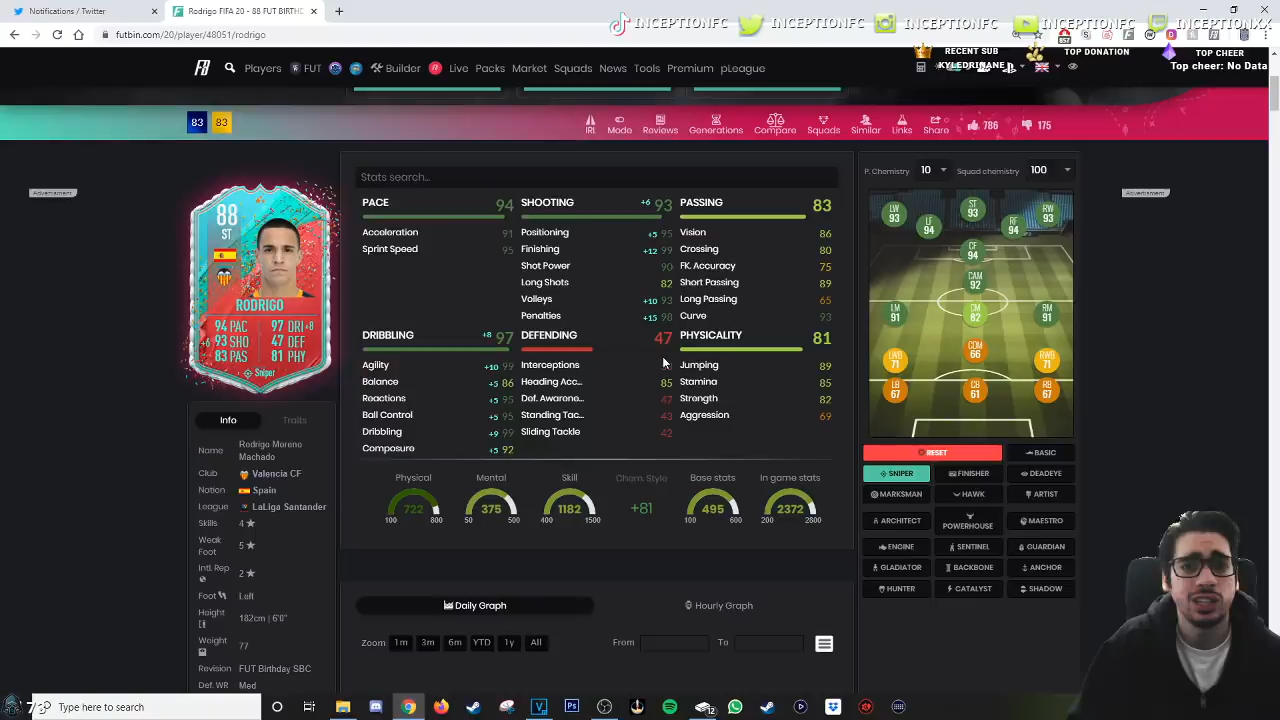 Notifications / Twitter
Rodrigo FIFA 20 - 88 FUT BIRTHD
INCEPTIONFC
INCEPTIONFC
INCEPTIONFC
INCEPTIONFC
INCEPTIONXX
futbin.com/20/player/48051/rodrigo
Players
FUT
Builder
Live
Packs
Market
Squads
News
Tools
Premium
pLeague
RECENT SUB
TOP DONATION
TOP CHEER
Top cheer: No Data
83
83
IRL
Mode
Reviews
Generations
Compare
Squads
Similar
Links
Share
786
175
Advertisment
Advertisment
88
ST
RODRIGO
94 PAC
97 DRI +8
+6 93 SHO
47 DEF
83 PAS
81 PHY
Sniper
Info
Traits
Name
Rodrigo Moreno Machado
Club
Valencia CF
Nation
Spain
League
LaLiga Santander
Skills
4
Weak Foot
5
Intl. Rep
2
Foot
Left
Height
182cm | 6'0"
Weight
77
Revision
FUT Birthday SBC
Def. WR
Med
Stats search...
PACE 94
Acceleration 91
Sprint Speed 95
SHOOTING +6 93
Positioning +5 95
Finishing +12 99
Shot Power 90
Long Shots 82
Volleys +10 93
Penalties +15 98
PASSING 83
Vision 86
Crossing 80
FK. Accuracy 75
Short Passing 89
Long Passing 65
Curve 93
DRIBBLING +8 97
Agility +10 99
Balance +5 86
Reactions +5 95
Ball Control +5 95
Dribbling +9 99
Composure +5 92
DEFENDING 47
Interceptions
Heading Acc... 85
Def. Awarene... 47
Standing Tac... 43
Sliding Tackle 42
PHYSICALITY 81
Jumping 89
Stamina 85
Strength 82
Aggression 69
Physical
722
100 800
Mental
375
50 500
Skill
1182
400 1500
Chem. Style
+81
Base stats
495
100 600
In game stats
2372
200 2800
Daily Graph
Hourly Graph
Zoom
1m
3m
6m
YTD
1y
All
From
To
P. Chemistry
10
Squad chemistry
100
LW 93
ST 93
RW 93
LF 94
RF 94
CF 94
CAM 92
LM 91
CM 82
RM 91
CDM 66
LWB 71
RWB 71
LB 67
CB 61
RB 67
RESET
BASIC
SNIPER
FINISHER
DEADEYE
MARKSMAN
HAWK
ARTIST
ARCHITECT
POWERHOUSE
MAESTRO
ENGINE
SENTINEL
GUARDIAN
GLADIATOR
BACKBONE
ANCHOR
HUNTER
CATALYST
SHADOW
Type here to search